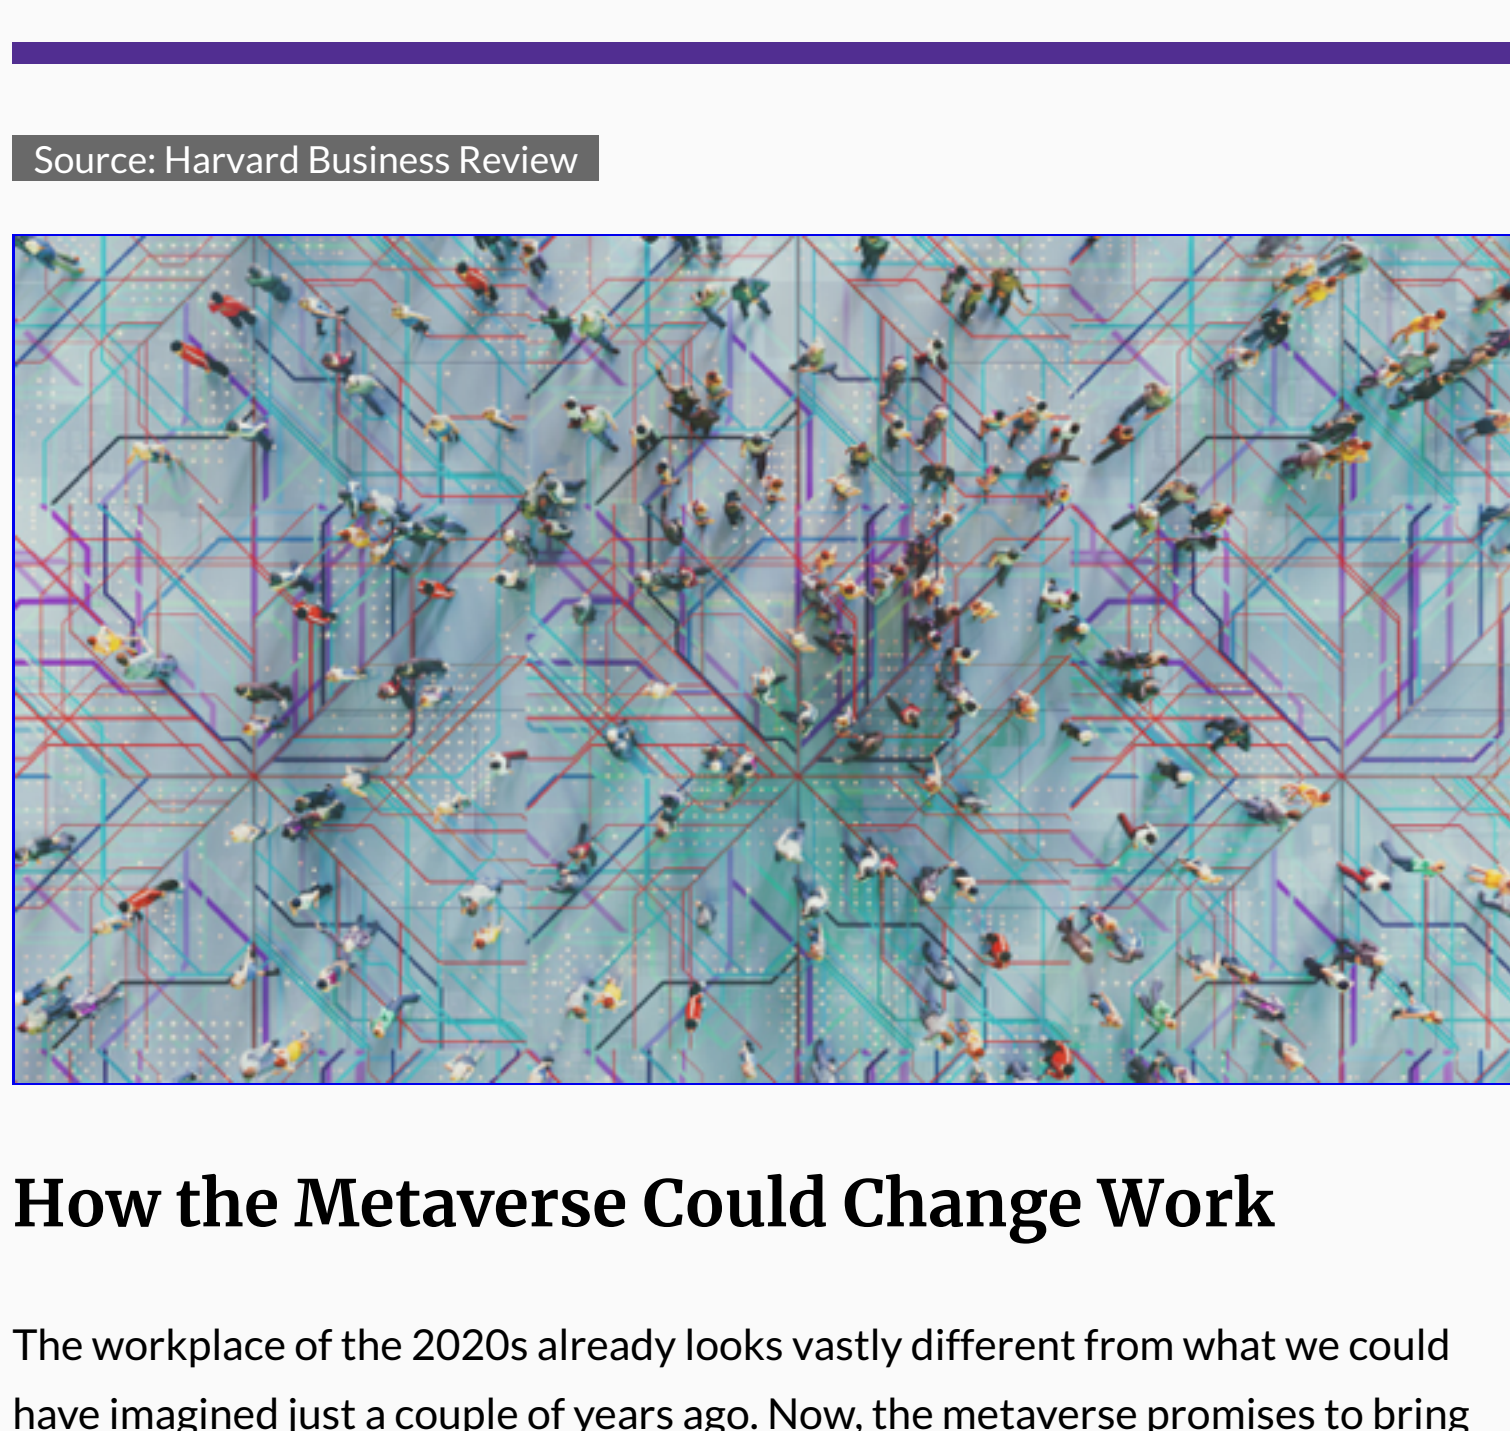 Source: Harvard Business Review
How the Metaverse Could Change Work
The workplace of the 2020s already looks vastly different from what we could
have imagined just a couple of years ago. Now, the metaverse promises to bring